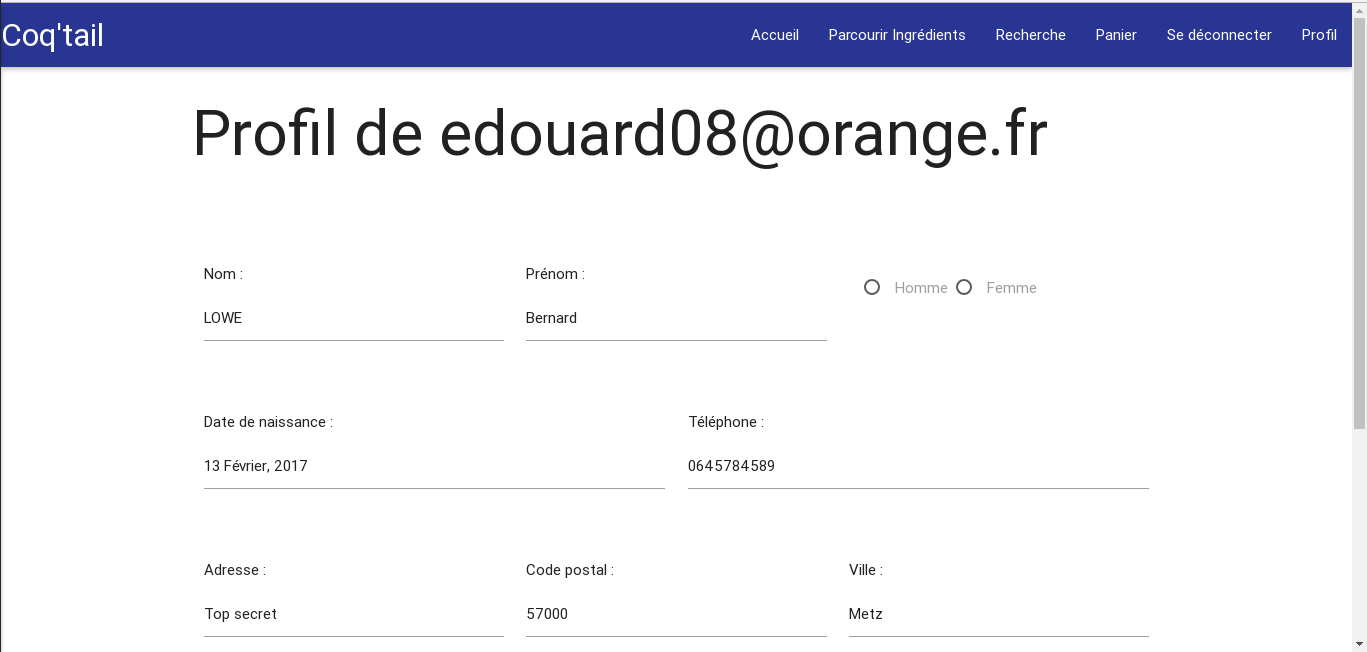 Coq'tail
Accueil Parcourir Ingrédients Recherche Panier Se déconnecter Profil
Profil de edouard08@orange.fr
Nom : Prénom :
Homme Femme
LOWE Bernard
Date de naissance : Téléphone :
13 Février, 2017 0645784589
Adresse : Code postal : Ville :
Top secret 57000 Metz